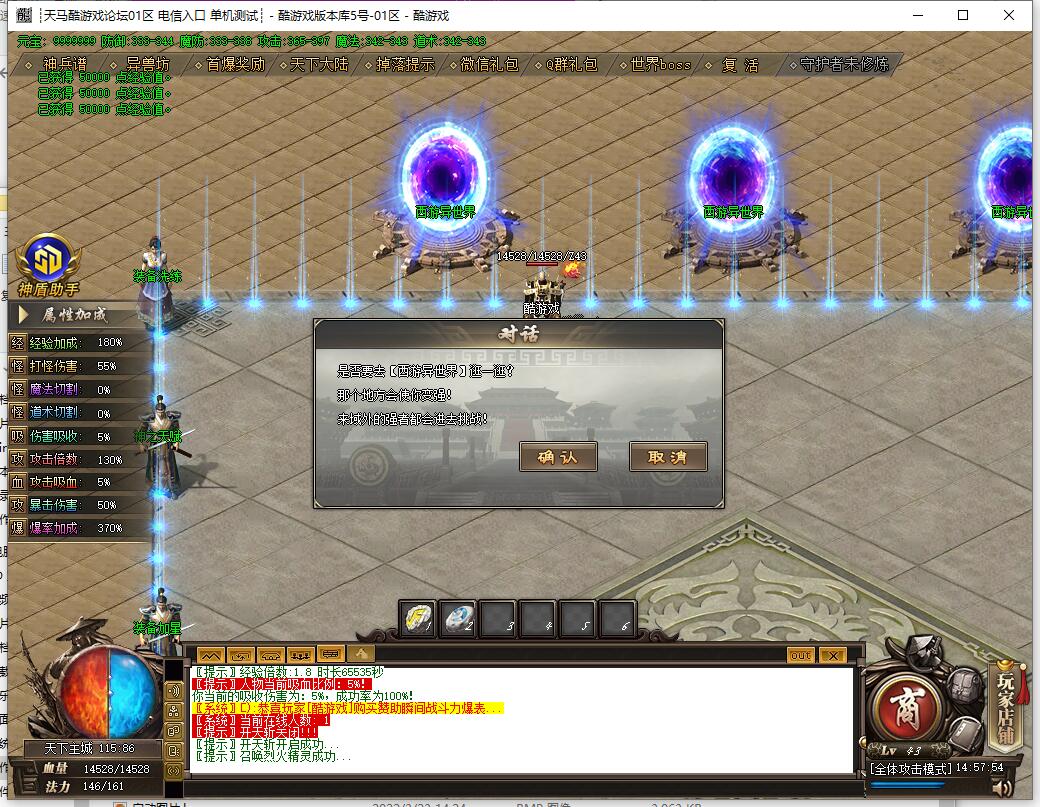 天马酷游戏论坛01区 电信入口 单机测试 - 酷游戏版本库5号-01区 - 酷游戏
元宝: 9999999 防御:333-344 魔防:333-338 攻击:365-397 魔法:342-343 道术:342-343
神兵谱 异兽坊 首爆奖励 天下大陆 掉落提示 微信礼包 Q群礼包 世界boss 复 活 守护者未修炼
已获得 50000 点经验值。
已获得 50000 点经验值。
已获得 50000 点经验值。
西游异世界
西游异世界
西游异世
14528/14528/Z43
装备洗练
酷游戏
神盾助手
属性加成
经 经验加成: 180%
怪 打怪伤害: 55%
怪 魔法切割: 0%
怪 道术切割: 0%
吸 伤害吸收: 5%
攻 攻击倍数: 130%
血 攻击吸血: 5%
攻 暴击伤害: 50%
爆 爆率加成: 370%
神之天赋
对话
是否要去【西游异世界】逛一逛?
那个地方会使你变强!
来域外的强者都会进去挑战!
确 认
取 消
装备加星
1 2 3 4 5 6
out X
〖提示〗经验倍数:1.8 时长65535秒
〖提示〗人物当前吸血比例: 5%!
你当前的吸收伤害为: 5%, 成功率为100%!
〖系统〗恭喜玩家[酷游戏]购买赞助瞬间战斗力爆表...
〖系统〗当前在线人数: 1
〖提示〗开天斩关闭!!!
〖提示〗开天斩开启成功...
〖提示〗召唤烈火精灵成功...
天下主城 115:86
血量 14528/14528
法力 146/161
商
玩家店铺
Lv 43
[全体攻击模式] 14:57:54